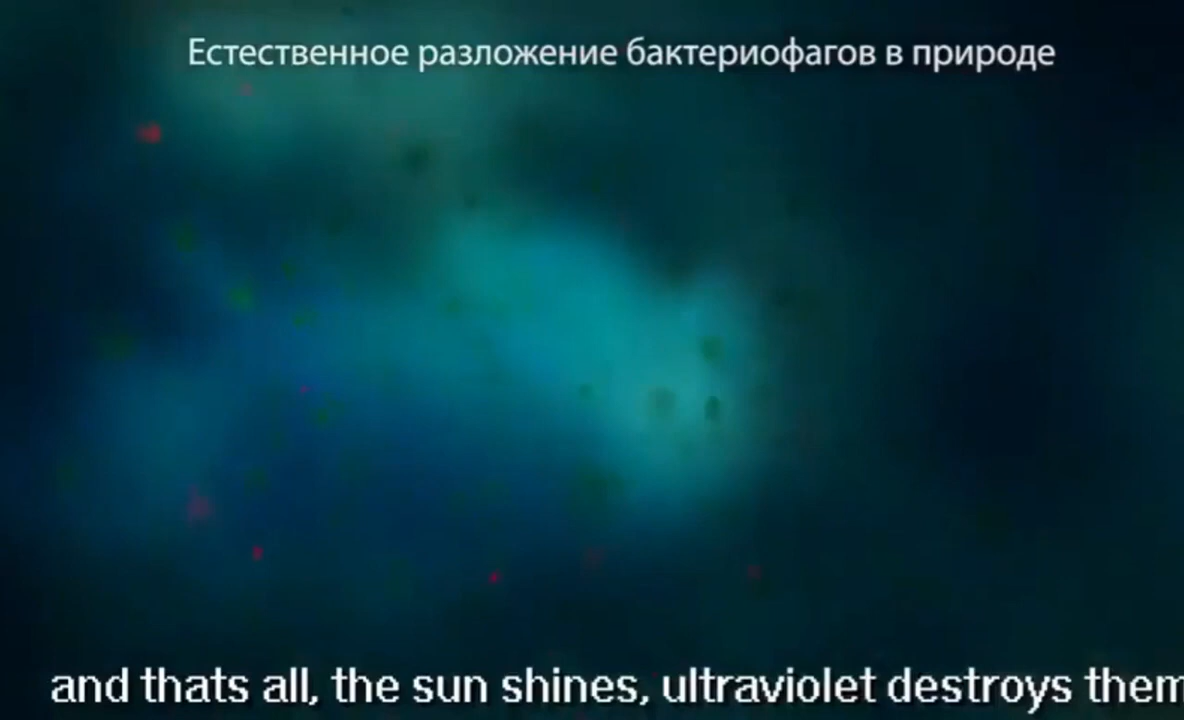 Естественное разложение бактериофагов в природе
and thats all, the sun shines, ultraviolet destroys them